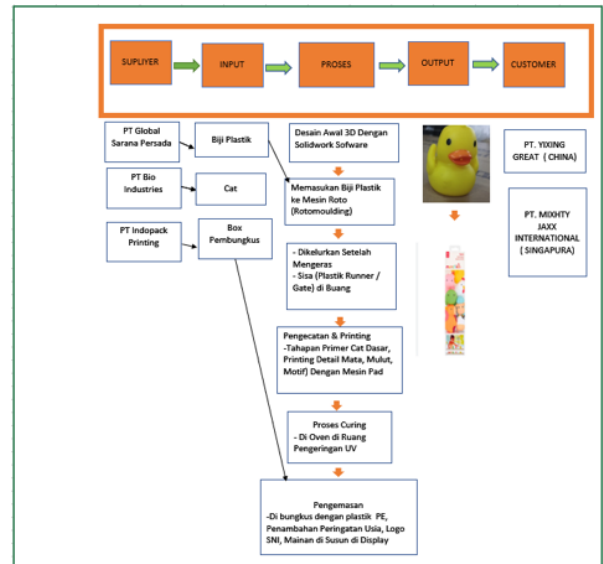 SUPLIYER
INPUT
PROSES
OUTPUT
CUSTOMER
PT Global
Sarana Persada
Biji Plastik
PT Bio
Industries
Cat
PT Indopack
Printing
Box
Pembungkus
Desain Awal 3D Dengan
Solidwork Sofware
Memasukan Biji Plastik
ke Mesin Roto
(Rotomoulding)
- Dikelurkan Setelah
Mengeras
- Sisa (Plastik Runner /
Gate) di Buang
Pengecatan & Printing
-Tahapan Primer Cat Dasar,
Printing Detail Mata, Mulut,
Motif) Dengan Mesin Pad
Proses Curing
- Di Oven di Ruang
Pengeringan UV
Pengemasan
-Di bungkus dengan plastik PE,
Penambahan Peringatan Usia, Logo
SNI, Mainan di Susun di Display
PT. YIXING
GREAT ( CHINA)
PT. MIXHTY
JAXX
INTERNATIONAL
( SINGAPURA)